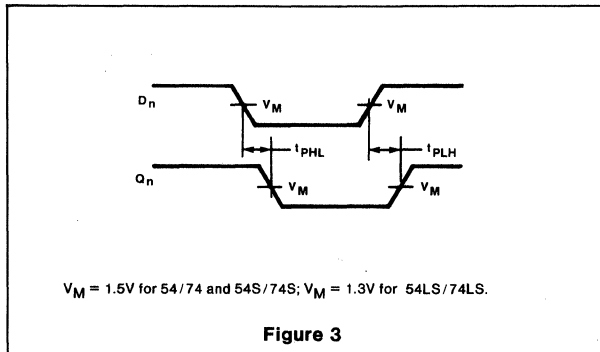 Dn
VM
VM
tPHL
tPLH
Qn
VM
VM
VM = 1.5V for 54/74 and 54S/74S; VM = 1.3V for 54LS/74LS.
Figure 3